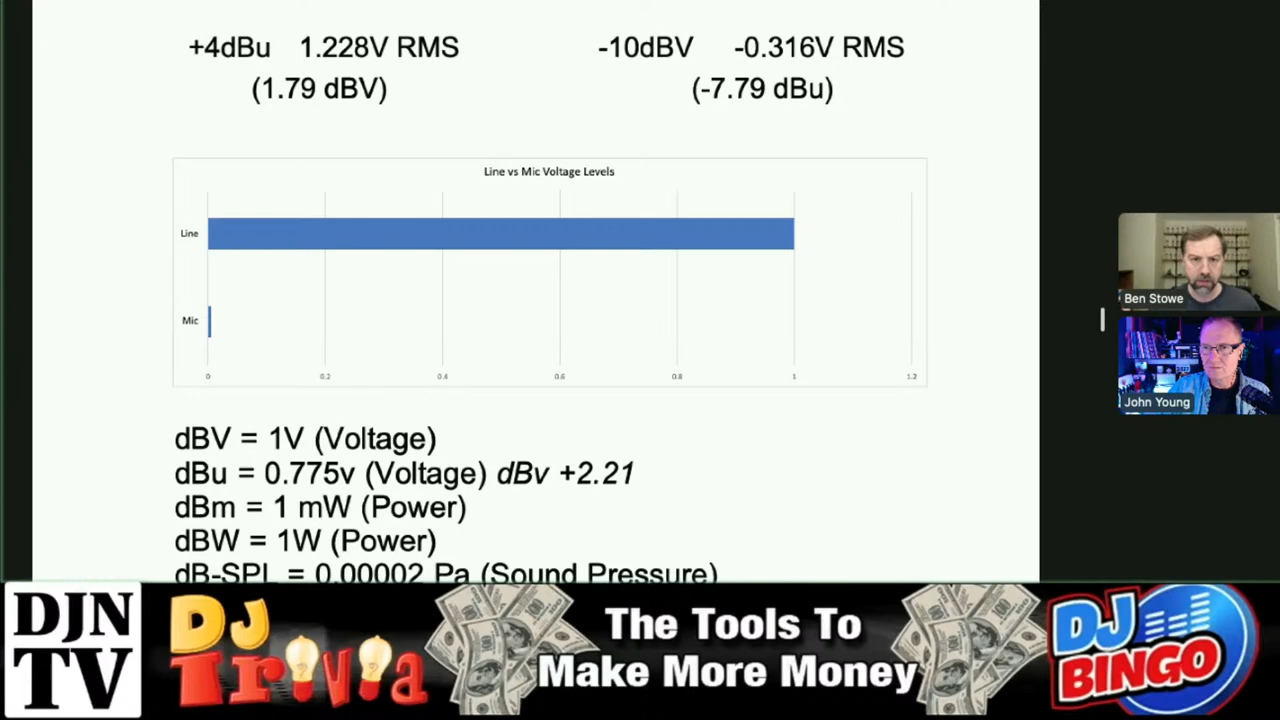 +4dBu 1.228V RMS
(1.79 dBV)
-10dBV -0.316V RMS
(-7.79 dBu)
Line vs Mic Voltage Levels
Line
Mic
0 0.2 0.4 0.6 0.8 1 1.2
dBV = 1V (Voltage)
dBu = 0.775v (Voltage) dBv +2.21
dBm = 1 mW (Power)
dBW = 1W (Power)
dB-SPL = 0.00002 Pa (Sound Pressure)
Ben Stowe
John Young
DJN
TV
DJ
Trivia
The Tools To
Make More Money
DJ
BINGO